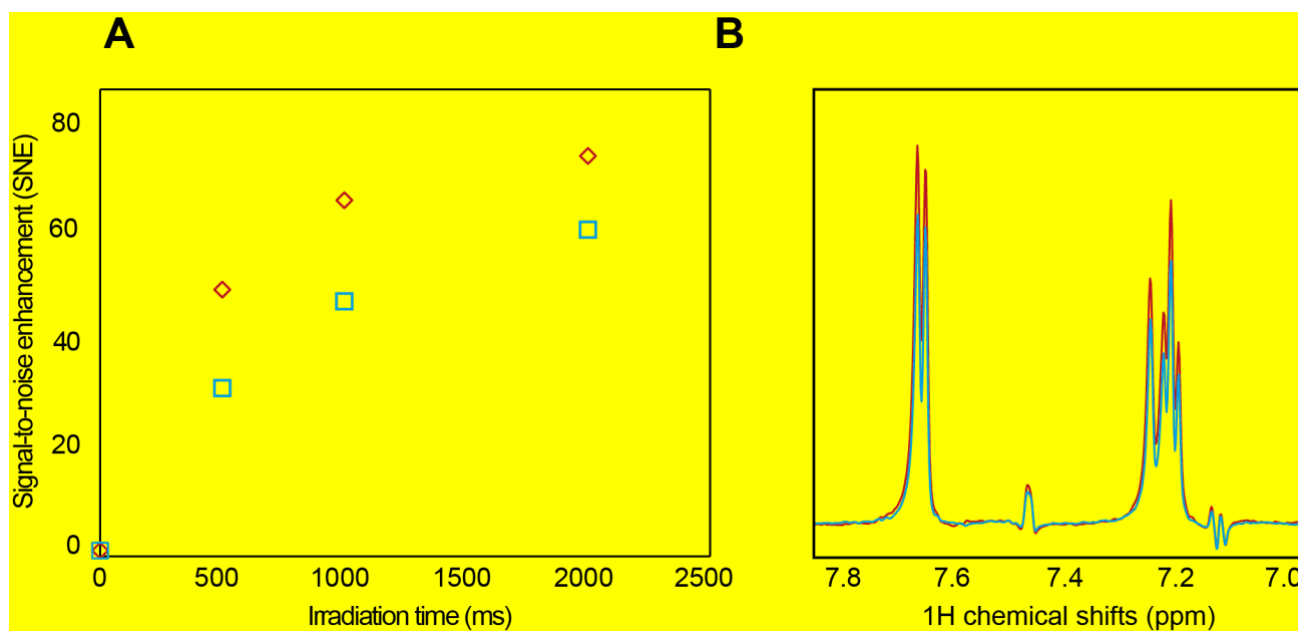 A
B
Signal-to-noise enhancement (SNE)
80
60
40
20
0
0 500 1000 1500 2000 2500
Irradiation time (ms)
7.8 7.6 7.4 7.2 7.0
1H chemical shifts (ppm)